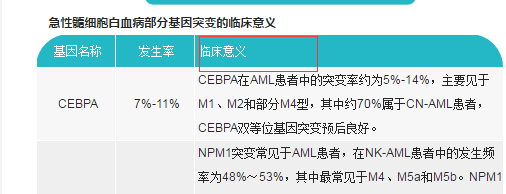 急性髓细胞白血病部分基因突变的临床意义
基因名称 发生率 临床意义
CEBPA在AML患者中的突变率约为5%-14%，主要见于
CEBPA 7%-11% M1、M2和部分M4型，其中约70%属于CN-AML患者，
CEBPA双等位基因突变预后良好。
NPM1突变常见于AML患者，在NK-AML患者中的发生频
率为48%～53%，其中最常见于M4、M5a和M5b。NPM1